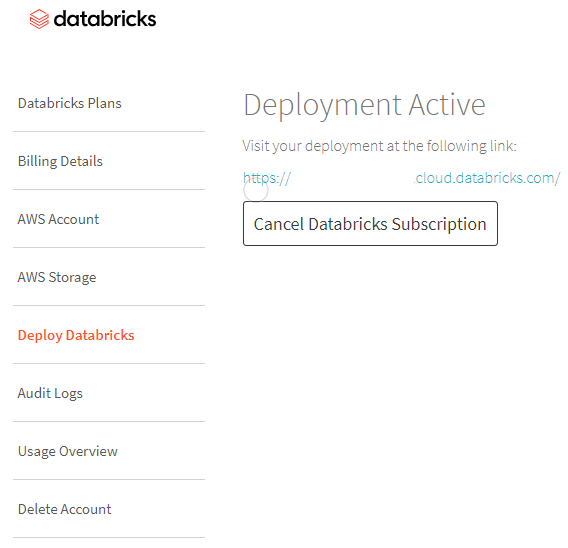 databricks
Databricks Plans
Billing Details
AWS Account
AWS Storage
Deploy Databricks
Audit Logs
Usage Overview
Delete Account
Deployment Active
Visit your deployment at the following link:
https:// .cloud.databricks.com/
Cancel Databricks Subscription